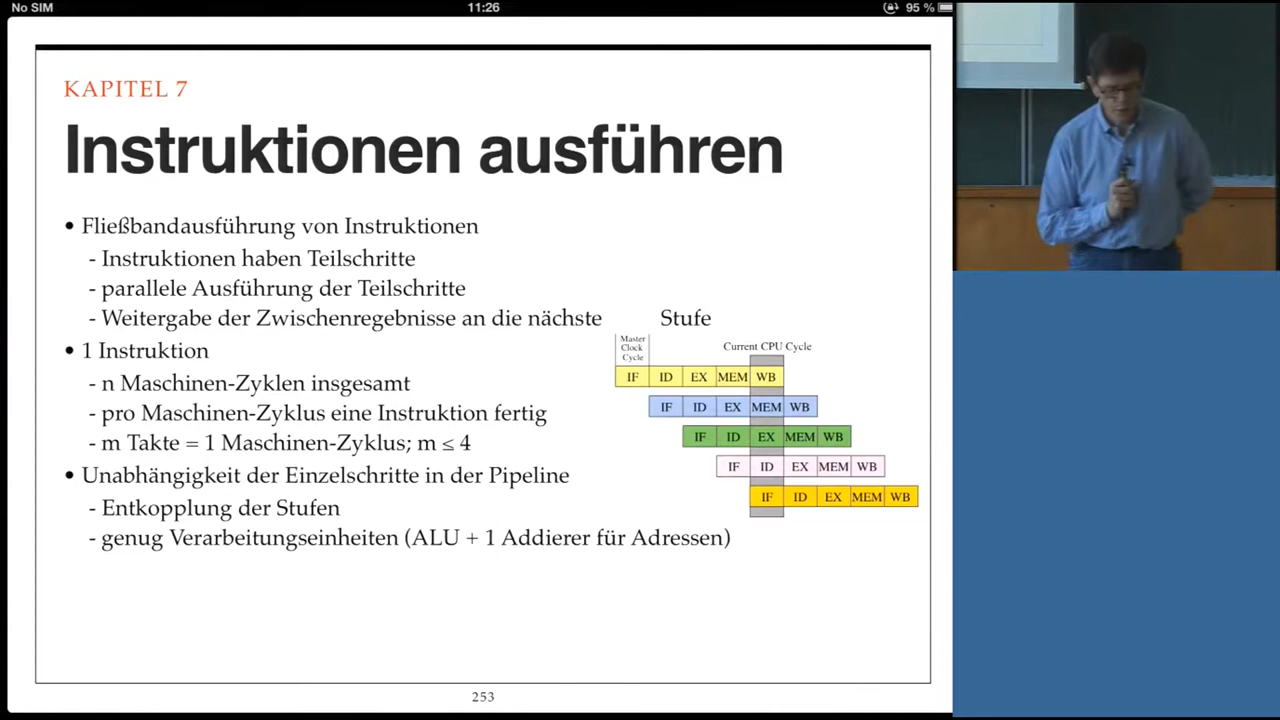 No SIM 11:26 95 %
KAPITEL 7
Instruktionen ausführen
• Fließbandausführung von Instruktionen
- Instruktionen haben Teilschritte
- parallele Ausführung der Teilschritte
- Weitergabe der Zwischenregebnisse an die nächste Stufe
• 1 Instruktion
- n Maschinen-Zyklen insgesamt
- pro Maschinen-Zyklus eine Instruktion fertig
- m Takte = 1 Maschinen-Zyklus; m ≤ 4
• Unabhängigkeit der Einzelschritte in der Pipeline
- Entkopplung der Stufen
- genug Verarbeitungseinheiten (ALU + 1 Addierer für Adressen)
Master
Clock
Cycle
Current CPU Cycle
IF ID EX MEM WB
IF ID EX MEM WB
IF ID EX MEM WB
IF ID EX MEM WB
IF ID EX MEM WB
253